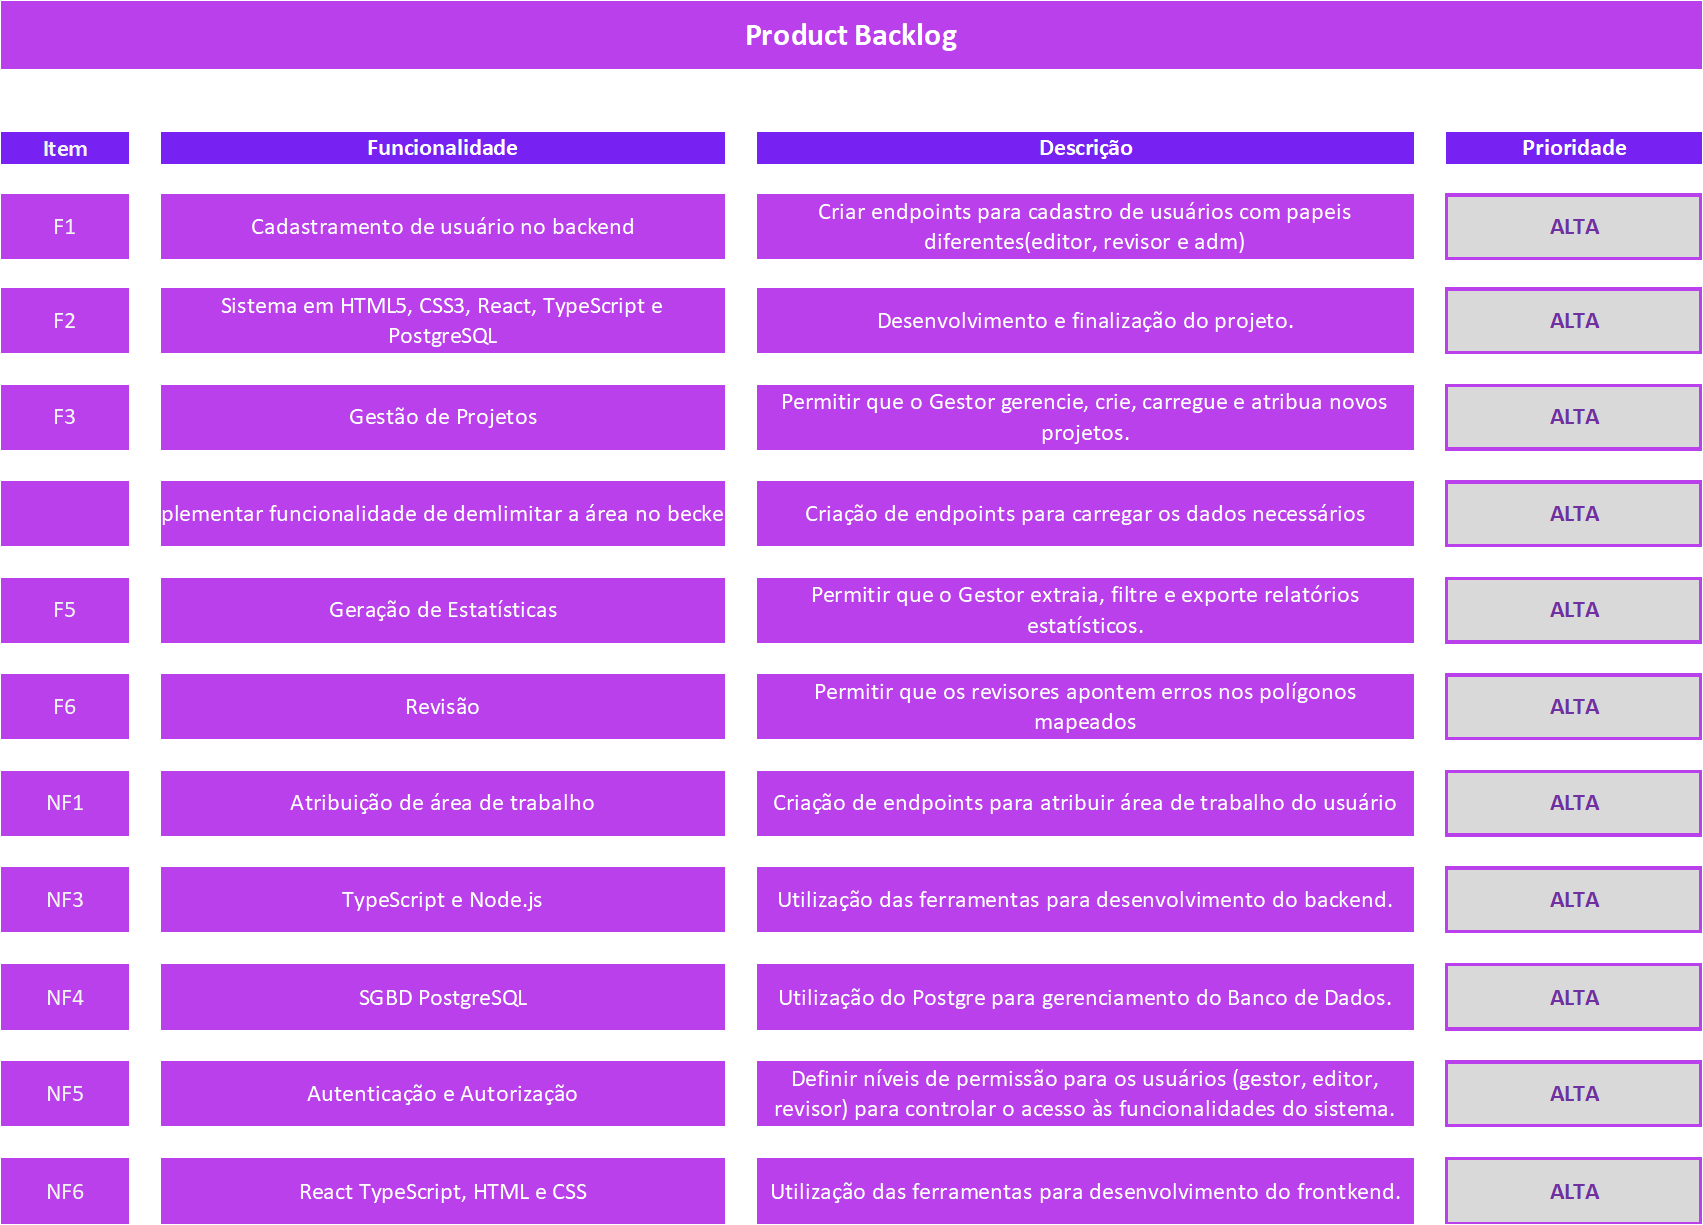 Product Backlog
Item Funcionalidade Descrição Prioridade
F1 Cadastramento de usuário no backend Criar endpoints para cadastro de usuários com papeis
diferentes(editor, revisor e adm) ALTA
F2 Sistema em HTML5, CSS3, React, TypeScript e
PostgreSQL Desenvolvimento e finalização do projeto. ALTA
F3 Gestão de Projetos Permitir que o Gestor gerencie, crie, carregue e atribua novos
projetos. ALTA
plementar funcionalidade de demlimitar a área no becke Criação de endpoints para carregar os dados necessários ALTA
F5 Geração de Estatísticas Permitir que o Gestor extraia, filtre e exporte relatórios
estatísticos. ALTA
F6 Revisão Permitir que os revisores apontem erros nos polígonos
mapeados ALTA
NF1 Atribuição de área de trabalho Criação de endpoints para atribuir área de trabalho do usuário ALTA
NF3 TypeScript e Node.js Utilização das ferramentas para desenvolvimento do backend. ALTA
NF4 SGBD PostgreSQL Utilização do Postgre para gerenciamento do Banco de Dados. ALTA
NF5 Autenticação e Autorização Definir níveis de permissão para os usuários (gestor, editor,
revisor) para controlar o acesso às funcionalidades do sistema. ALTA
NF6 React TypeScript, HTML e CSS Utilização das ferramentas para desenvolvimento do frontkend. ALTA